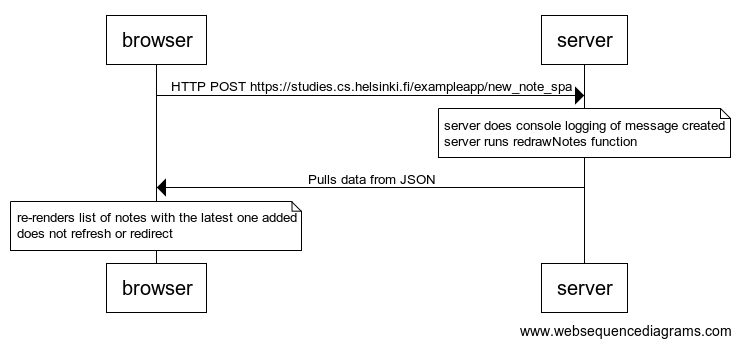 browser
server
HTTP POST https://studies.cs.helsinki.fi/exampleapp/new_note_spa
server does console logging of message created
server runs redrawNotes function
Pulls data from JSON
re-renders list of notes with the latest one added
does not refresh or redirect
browser
server
www.websequencediagrams.com